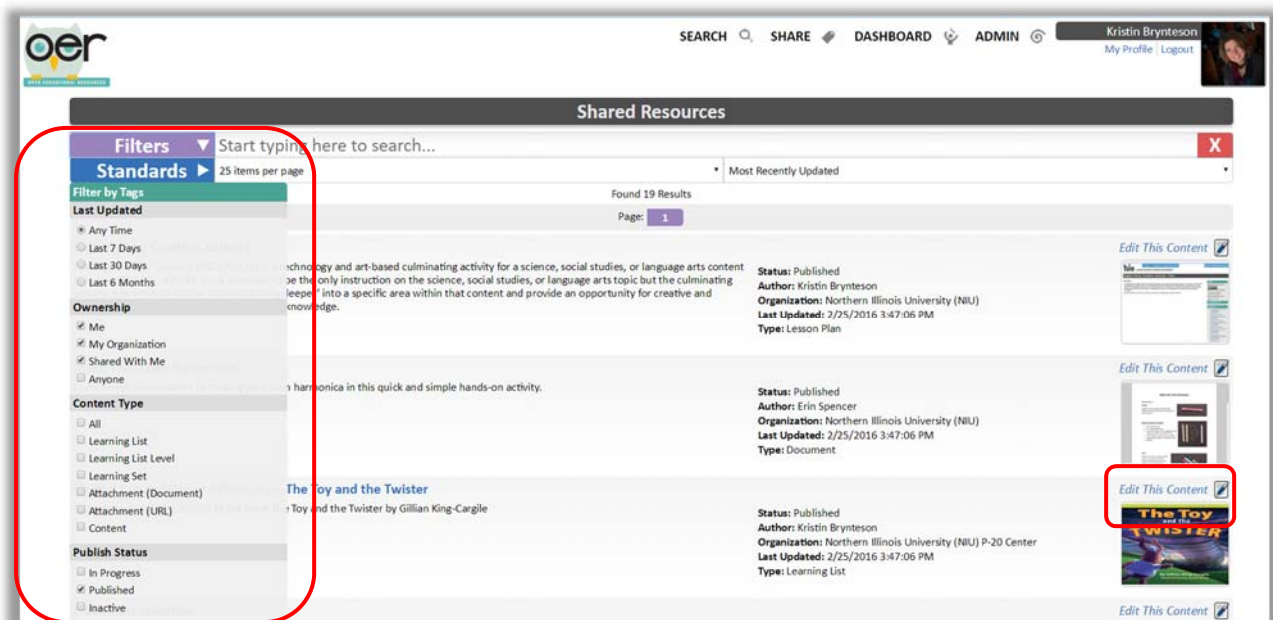 oer
OPEN EDUCATIONAL RESOURCES
SEARCH SHARE DASHBOARD ADMIN
Kristin Brynteson
My Profile Logout
Shared Resources
Filters Start typing here to search... X
Standards 25 items per page Most Recently Updated
Filter by Tags Found 19 Results
Last Updated Page: 1
Any Time
Last 7 Days
Last 30 Days
Last 6 Months
Ownership
Me
My Organization
Shared With Me
Anyone
Content Type
All
Learning List
Learning List Level
Learning Set
Attachment (Document)
Attachment (URL)
Content
Publish Status
In Progress
Published
Inactive
Edit This Content
technology and art-based culminating activity for a science, social studies, or language arts content
be the only instruction on the science, social studies, or language arts topic but the culminating
deeper" into a specific area within that content and provide an opportunity for creative and
knowledge.
Status: Published
Author: Kristin Brynteson
Organization: Northern Illinois University (NIU)
Last Updated: 2/25/2016 3:47:06 PM
Type: Lesson Plan
Edit This Content
harmonica in this quick and simple hands-on activity.
Status: Published
Author: Erin Spencer
Organization: Northern Illinois University (NIU)
Last Updated: 2/25/2016 3:47:06 PM
Type: Document
The Toy and the Twister
Edit This Content
Toy and the Twister by Gillian King-Cargile
Status: Published
Author: Kristin Brynteson
Organization: Northern Illinois University (NIU) P-20 Center
Last Updated: 2/25/2016 3:47:06 PM
Type: Learning List
The Toy
and the
TWISTER
Edit This Content